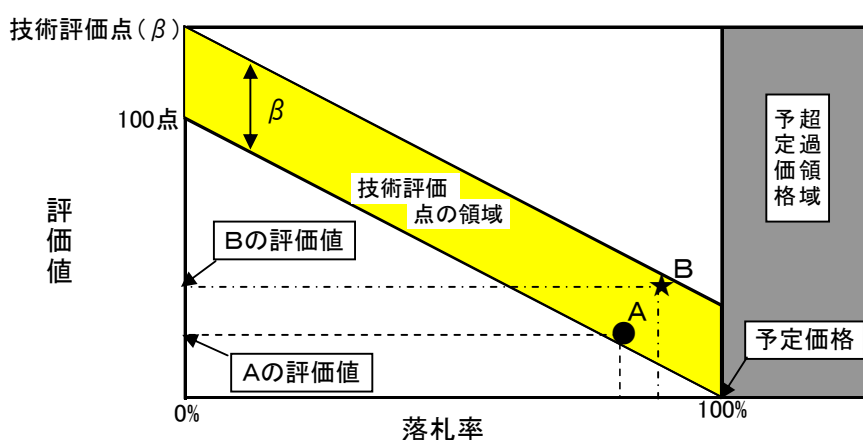 技術評価点(β)
β
100点
技術評価
点の領域
予定価格
超過領域
評価値
Bの評価値
B
A
予定価格
Aの評価値
0%
100%
落札率